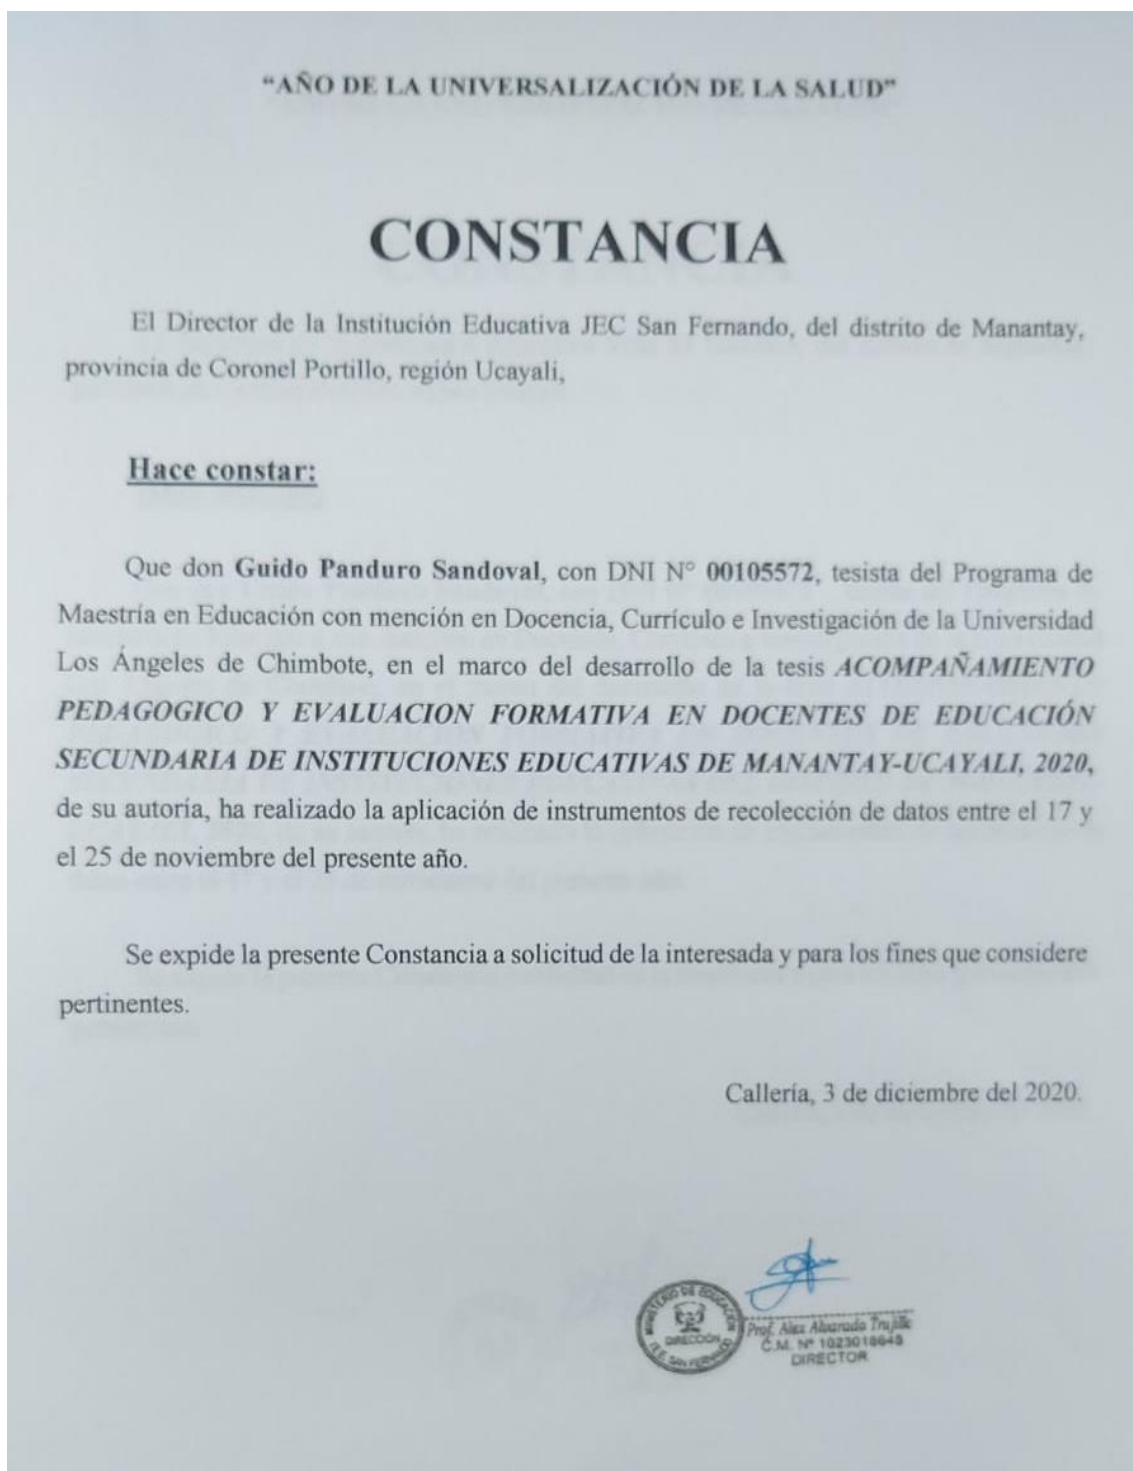 “AÑO DE LA UNIVERSALIZACIÓN DE LA SALUD”
CONSTANCIA
El Director de la Institución Educativa JEC San Fernando, del distrito de Manantay,
provincia de Coronel Portillo, región Ucayali,
Hace constar:
Que don Guido Panduro Sandoval, con DNI N° 00105572, tesista del Programa de
Maestría en Educación con mención en Docencia, Currículo e Investigación de la Universidad
Los Ángeles de Chimbote, en el marco del desarrollo de la tesis ACOMPAÑAMIENTO
PEDAGOGICO Y EVALUACION FORMATIVA EN DOCENTES DE EDUCACIÓN
SECUNDARIA DE INSTITUCIONES EDUCATIVAS DE MANANTAY-UCAYALI, 2020,
de su autoría, ha realizado la aplicación de instrumentos de recolección de datos entre el 17 y
el 25 de noviembre del presente año.
Se expide la presente Constancia a solicitud de la interesada y para los fines que considere
pertinentes.
Callería, 3 de diciembre del 2020.
MINISTERIO DE EDUCACIÓN
DIRECCIÓN
I.E. SAN FERNANDO
Prof. Alex Alvarado Trujillo
C.M. N° 1023018648
DIRECTOR